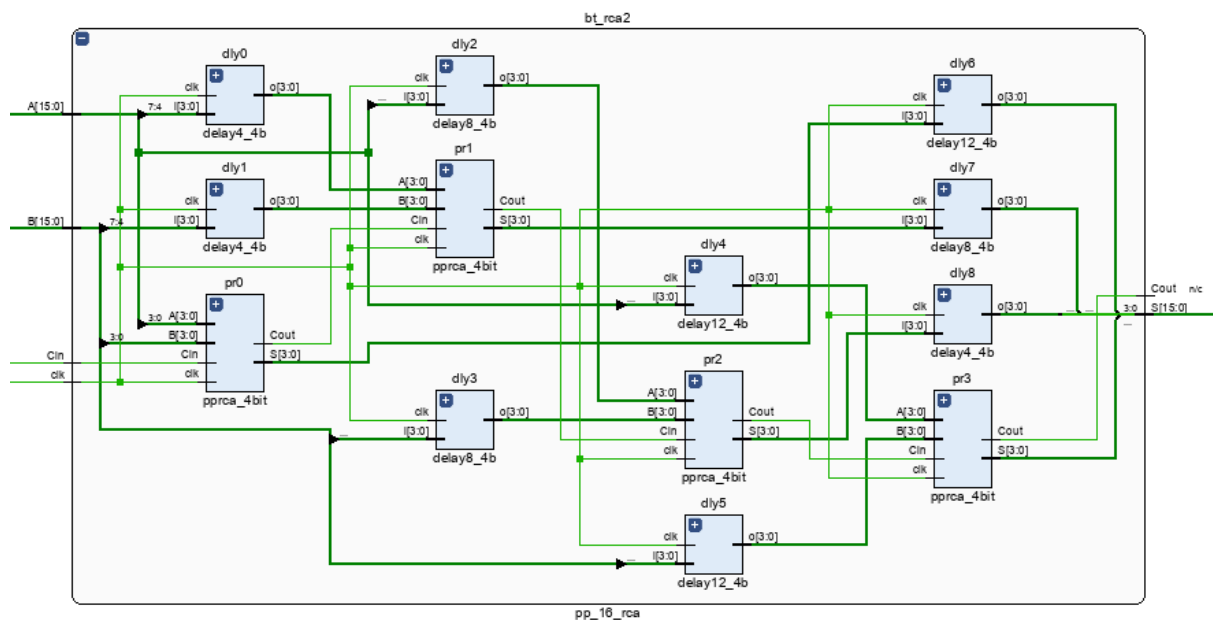 bt_rca2
dly0
clk
I[3:0]
o[3:0]
delay4_4b
A[15:0]
7:4
dly1
clk
I[3:0]
o[3:0]
delay4_4b
B[15:0]
7:4
pr0
3:0
A[3:0]
3:0
B[3:0]
Cin
clk
Cout
S[3:0]
pprca_4bit
Cin
clk
dly2
clk
I[3:0]
o[3:0]
delay8_4b
pr1
A[3:0]
B[3:0]
Cin
clk
Cout
S[3:0]
pprca_4bit
dly3
clk
I[3:0]
o[3:0]
delay8_4b
dly4
clk
I[3:0]
o[3:0]
delay12_4b
pr2
A[3:0]
B[3:0]
Cin
clk
Cout
S[3:0]
pprca_4bit
dly5
clk
I[3:0]
o[3:0]
delay12_4b
dly6
clk
I[3:0]
o[3:0]
delay12_4b
dly7
clk
I[3:0]
o[3:0]
delay8_4b
dly8
clk
I[3:0]
o[3:0]
delay4_4b
pr3
A[3:0]
B[3:0]
Cin
clk
Cout
S[3:0]
pprca_4bit
Cout n/c
3:0 S[15:0]
pp_16_rca